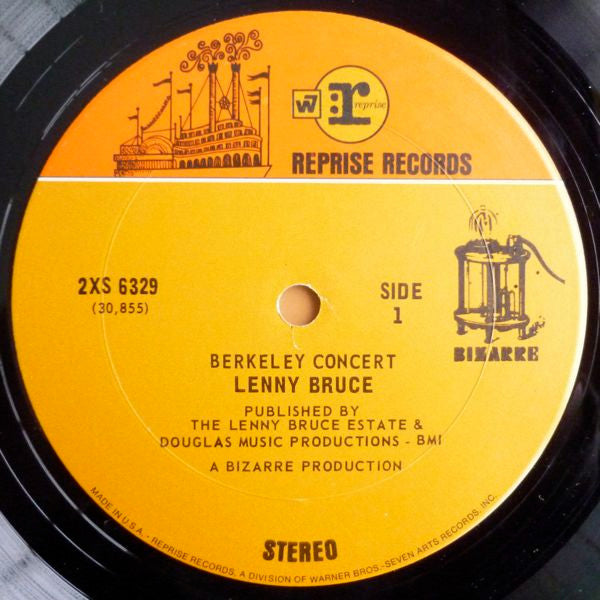 W7 r reprise
REPRISE RECORDS
2XS 6329
(30,855)
SIDE
1
BIZARRE
BERKELEY CONCERT
LENNY BRUCE
PUBLISHED BY
THE LENNY BRUCE ESTATE &
DOUGLAS MUSIC PRODUCTIONS - BMI
A BIZARRE PRODUCTION
STEREO
MADE IN U.S.A. - REPRISE RECORDS, A DIVISION OF WARNER BROS.-SEVEN ARTS RECORDS, INC.